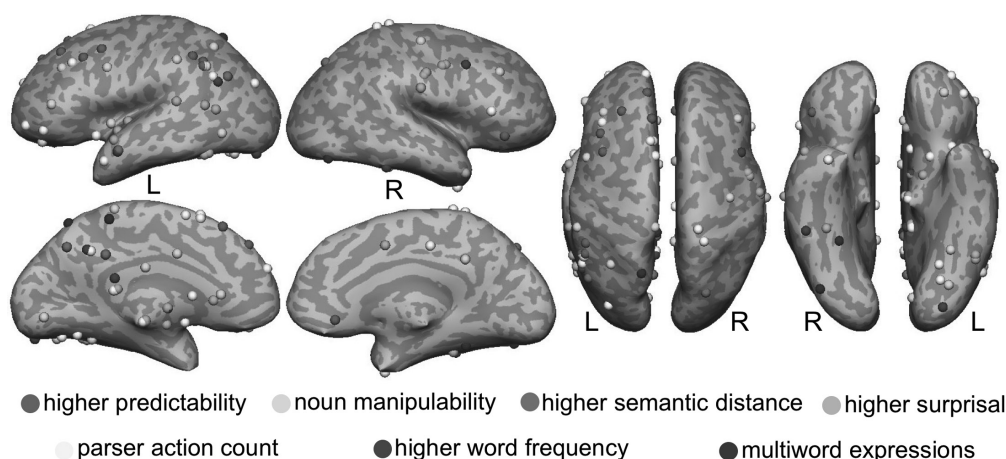 L
R
L
R
R
L
higher predictability noun manipulability higher semantic distance higher surprisal
parser action count higher word frequency multiword expressions